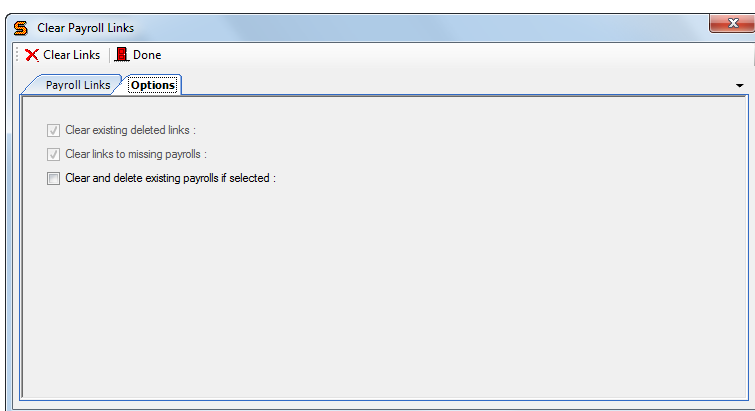 Clear Payroll Links
Clear Links Done
Payroll Links Options
Clear existing deleted links :
Clear links to missing payrolls :
Clear and delete existing payrolls if selected :